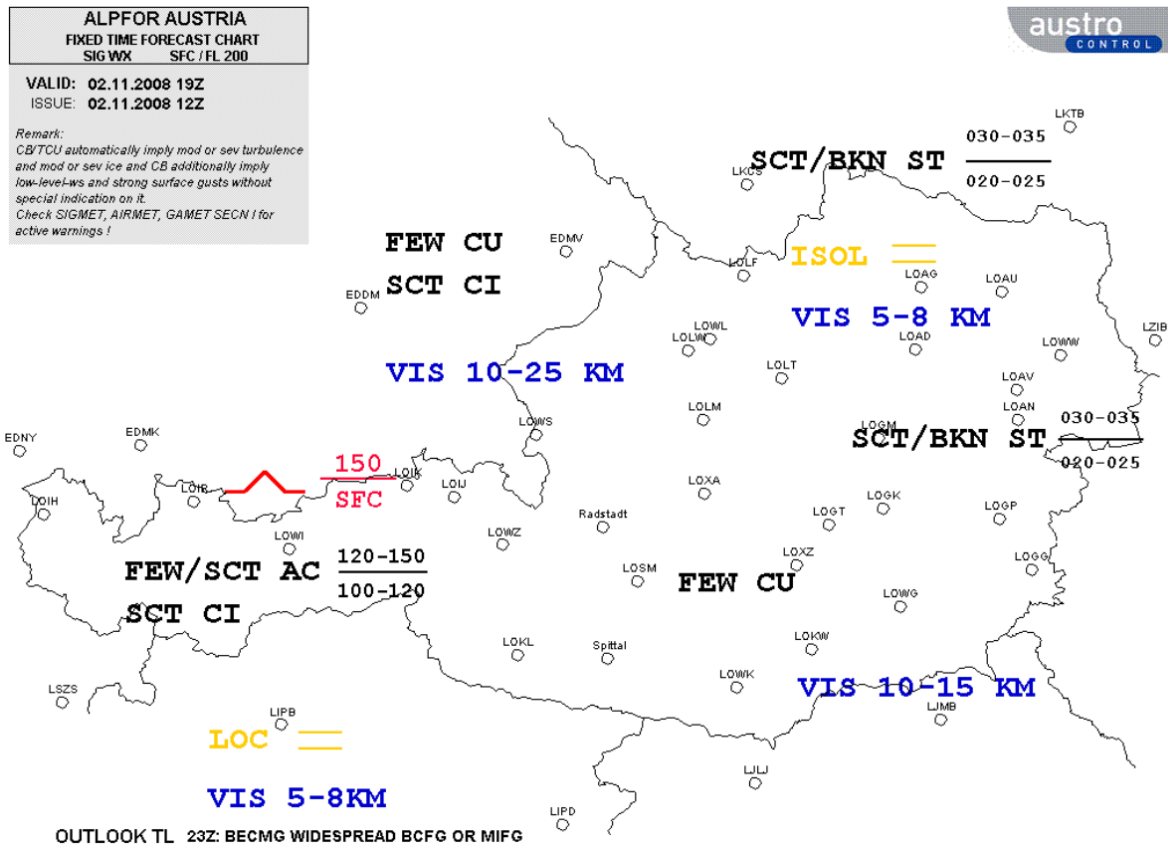 ALPFOR AUSTRIA
FIXED TIME FORECAST CHART
SIG WX SFC / FL 200
VALID: 02.11.2008 19Z
ISSUE: 02.11.2008 12Z
Remark:
CB/TCU automatically imply mod or sev turbulence
and mod or sev ice and CB additionally imply
low-level-ws and strong surface gusts without
special indication on it.
Check SIGMET, AIRMET, GAMET SECN I for
active warnings !
austro
CONTROL
LKTB
030-035
SCT/BKN ST
020-025
LKCS
FEW CU
EDMV
SCT CI
EDDM
ISOL
LOLF
LOAG
LOAU
VIS 5-8 KM
LOWL
LOLW
LOAD
LOWW
LZIB
VIS 10-25 KM
LOLT
LOAV
LOLM
LOAN
030-035
LOWS
LOGM
SCT/BKN ST
020-025
EDNY
EDMK
150
SFC
LOIR
LOIK
LOIJ
LOXA
LOIH
LOGK
Radstadt
LOGT
LOGP
LOWI
LOWZ
120-150
FEW/SCT AC
100-120
SCT CI
LOXZ
LOGG
LOSM
FEW CU
LOWG
LOKL
Spittal
LOKW
LSZS
LOWK
VIS 10-15 KM
LIPB
LJMB
LOC
LJLJ
VIS 5-8KM
LIPD
OUTLOOK TL 23Z: BECMG WIDESPREAD BCFG OR MIFG